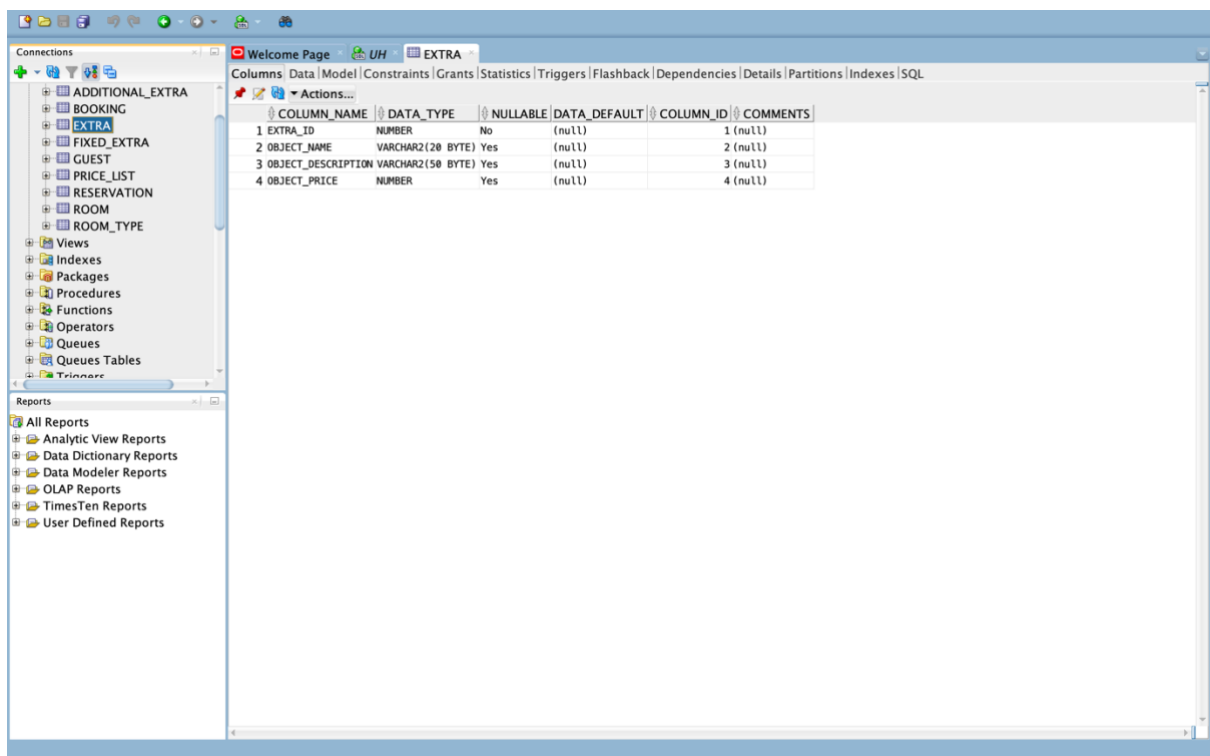 Connections
ADDITIONAL_EXTRA
BOOKING
EXTRA
FIXED_EXTRA
GUEST
PRICE_LIST
RESERVATION
ROOM
ROOM_TYPE
Views
Indexes
Packages
Procedures
Functions
Operators
Queues
Queues Tables
Triggers
Reports
All Reports
Analytic View Reports
Data Dictionary Reports
Data Modeler Reports
OLAP Reports
TimesTen Reports
User Defined Reports
Welcome Page UH EXTRA
Columns Data Model Constraints Grants Statistics Triggers Flashback Dependencies Details Partitions Indexes SQL
Actions...
COLUMN_NAME DATA_TYPE NULLABLE DATA_DEFAULT COLUMN_ID COMMENTS
1 EXTRA_ID NUMBER No (null) 1 (null)
2 OBJECT_NAME VARCHAR2(20 BYTE) Yes (null) 2 (null)
3 OBJECT_DESCRIPTION VARCHAR2(50 BYTE) Yes (null) 3 (null)
4 OBJECT_PRICE NUMBER Yes (null) 4 (null)